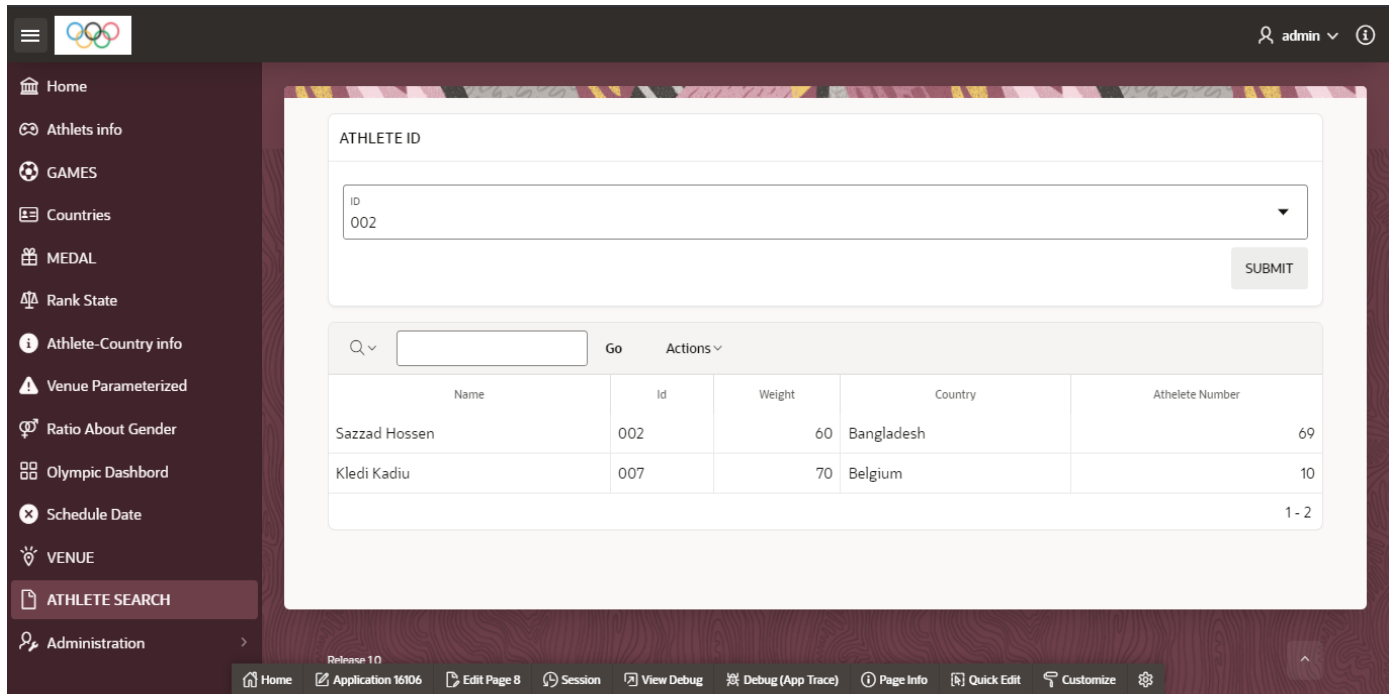 admin
Home
Athlets info
GAMES
Countries
MEDAL
Rank State
Athlete-Country info
Venue Parameterized
Ratio About Gender
Olympic Dashbord
Schedule Date
VENUE
ATHLETE SEARCH
Administration
ATHLETE ID
ID
002
SUBMIT
Go Actions
Name Id Weight Country Athelete Number
Sazzad Hossen 002 60 Bangladesh 69
Kledi Kadiu 007 70 Belgium 10
1 - 2
Release 1.0
Home Application 16106 Edit Page 8 Session View Debug Debug (App Trace) Page Info Quick Edit Customize